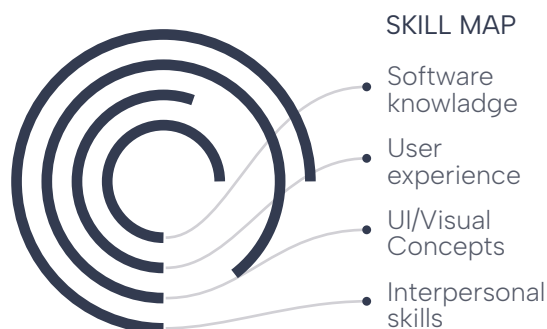 SKILL MAP
Software
knowladge
User
experience
UI/Visual
Concepts
Interpersonal
skills